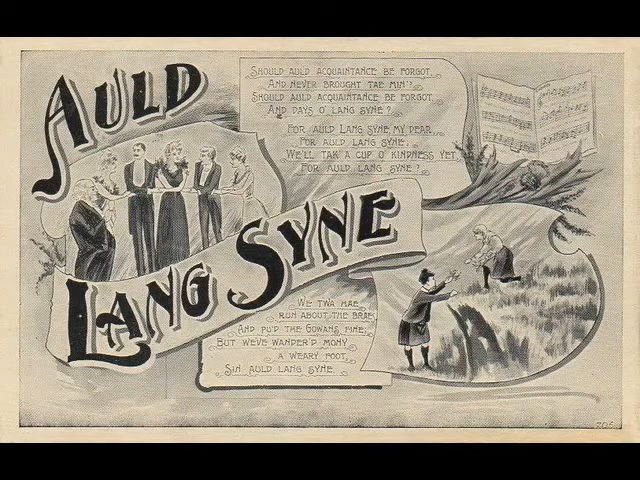 AULD
LANG SYNE
SHOULD AULD ACQUAINTANCE BE FORGOT,
AND NEVER BROUGHT TAE MIN'?
SHOULD AULD ACQUAINTANCE BE FORGOT,
AND DAYS O' LANG SYNE?
FOR AULD LANG SYNE MY DEAR
FOR AULD LANG SYNE,
WE'LL TAK A CUP O' KINDNESS YET,
FOR AULD LANG SYNE?
WE TWA HAE
RUN ABOUT THE BRAE
AND PU'D THE GOWANS FINE,
BUT WE'VE WANDER'D MONY
A WEARY FOOT,
SIN AULD LANG SYNE.